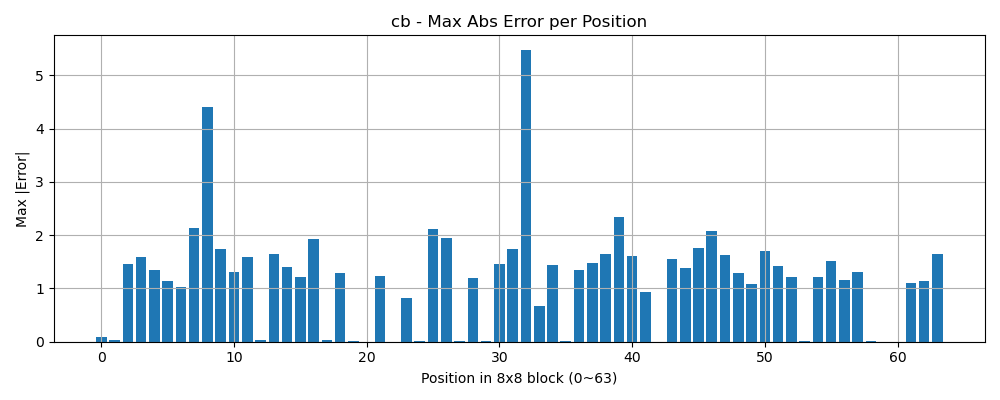 cb - Max Abs Error per Position
Max |Error|
5
4
3
2
1
0
0 10 20 30 40 50 60
Position in 8x8 block (0~63)